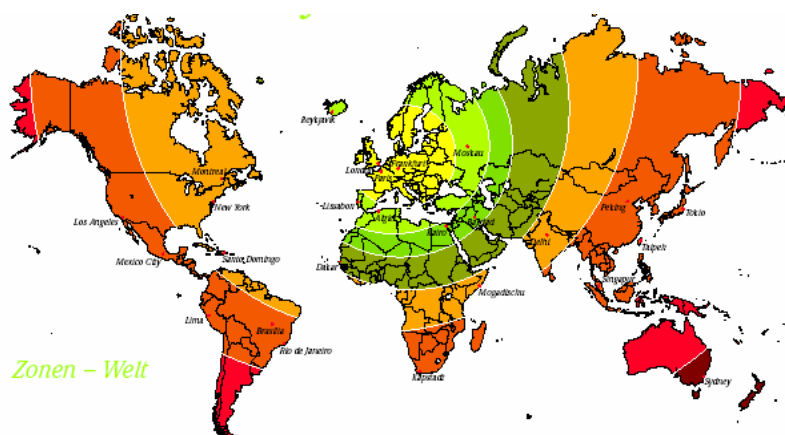 Reykjavik
Moskau
Frankfurt
London
Paris
Montreal
Lissabon
New York
Algier
Los Angeles
Kairo
Peking
Tokio
Delhi
Taipeh
Mexico City
Santo Domingo
Dakar
Mogadischu
Singapur
Lima
Brasilia
Rio de Janeiro
Zonen – Welt
Kapstadt
Sydney